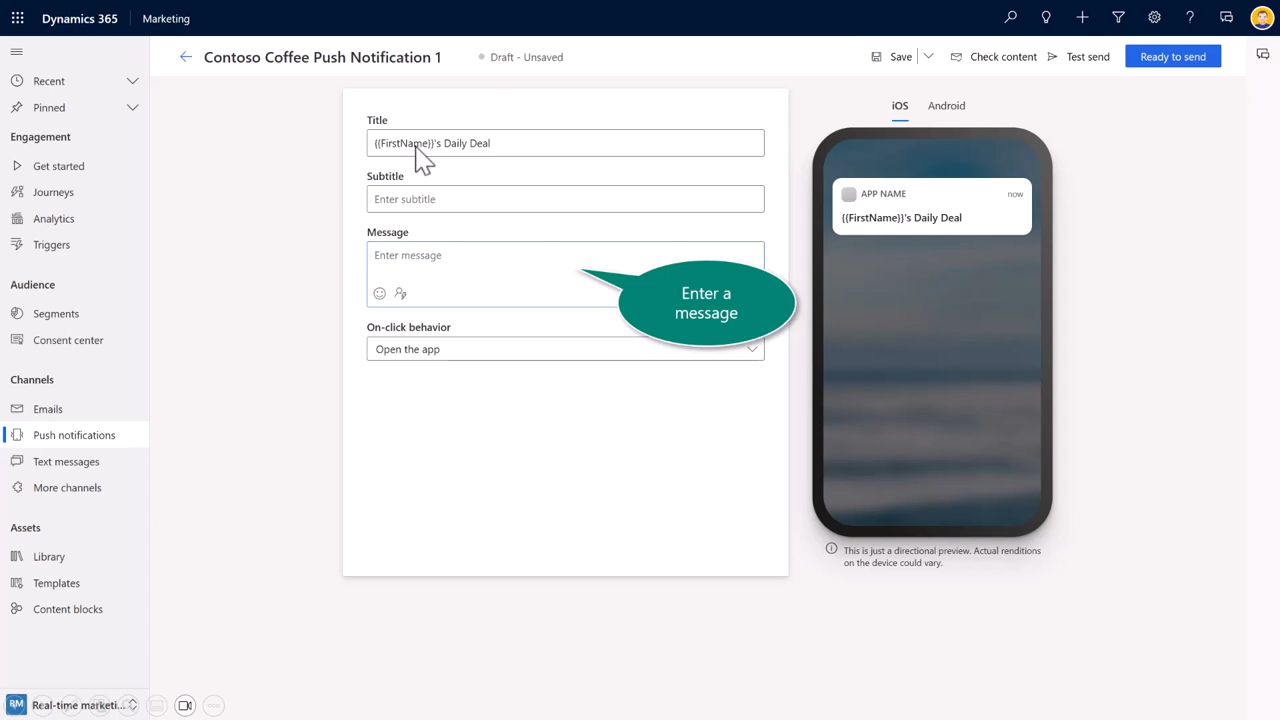 Dynamics 365
Marketing
Contoso Coffee Push Notification 1
Draft - Unsaved
Save
Check content
Test send
Ready to send
Recent
Pinned
Engagement
Get started
Journeys
Analytics
Triggers
Audience
Segments
Consent center
Channels
Emails
Push notifications
Text messages
More channels
Assets
Library
Templates
Content blocks
RM
Real-time marketi...
Title
{{FirstName}}'s Daily Deal
Subtitle
Enter subtitle
Message
Enter message
Enter a
message
On-click behavior
Open the app
iOS
Android
APP NAME
now
{{FirstName}}'s Daily Deal
This is just a directional preview. Actual renditions
on the device could vary.